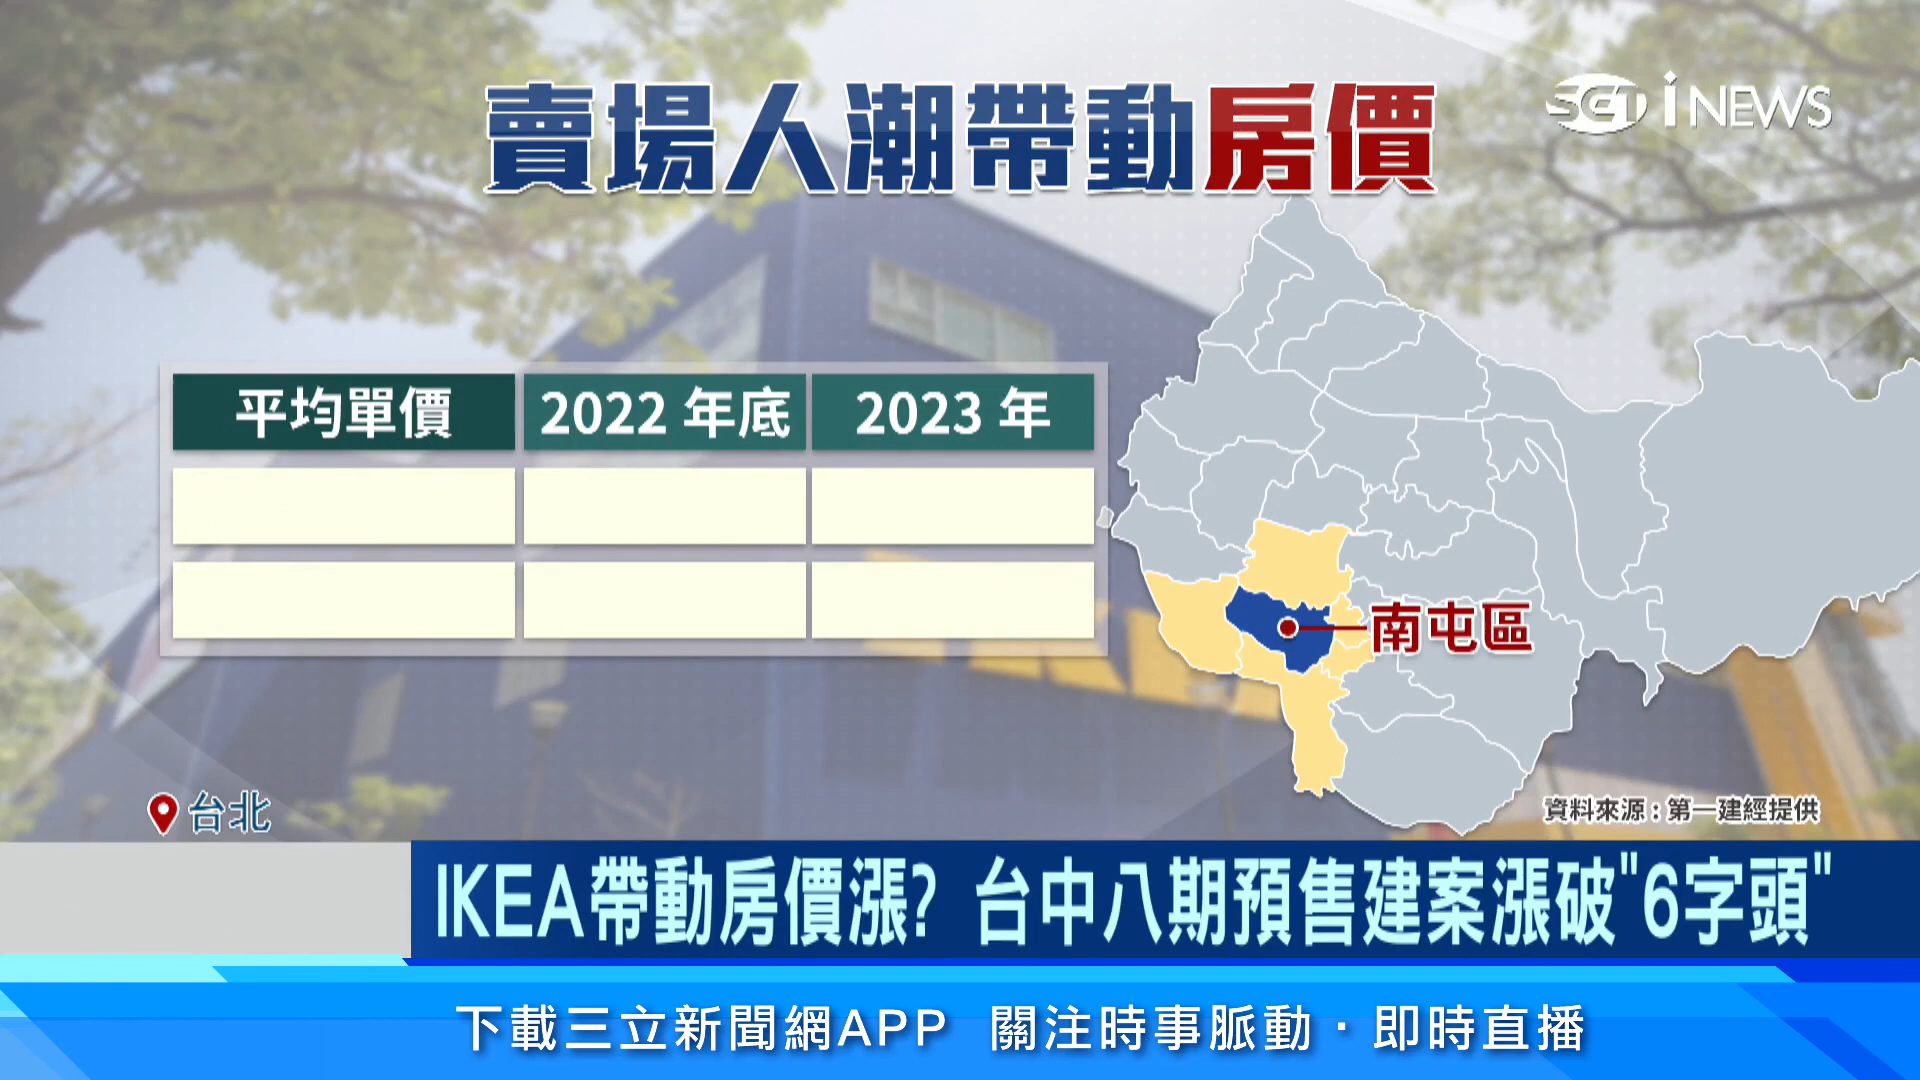 賣場人潮帶動房價
SET iNEWS
平均單價 2022 年底 2023 年
南屯區
台北
資料來源:第一建經提供
IKEA帶動房價漲? 台中八期預售建案漲破"6字頭"
下載三立新聞網APP 關注時事脈動・即時直播